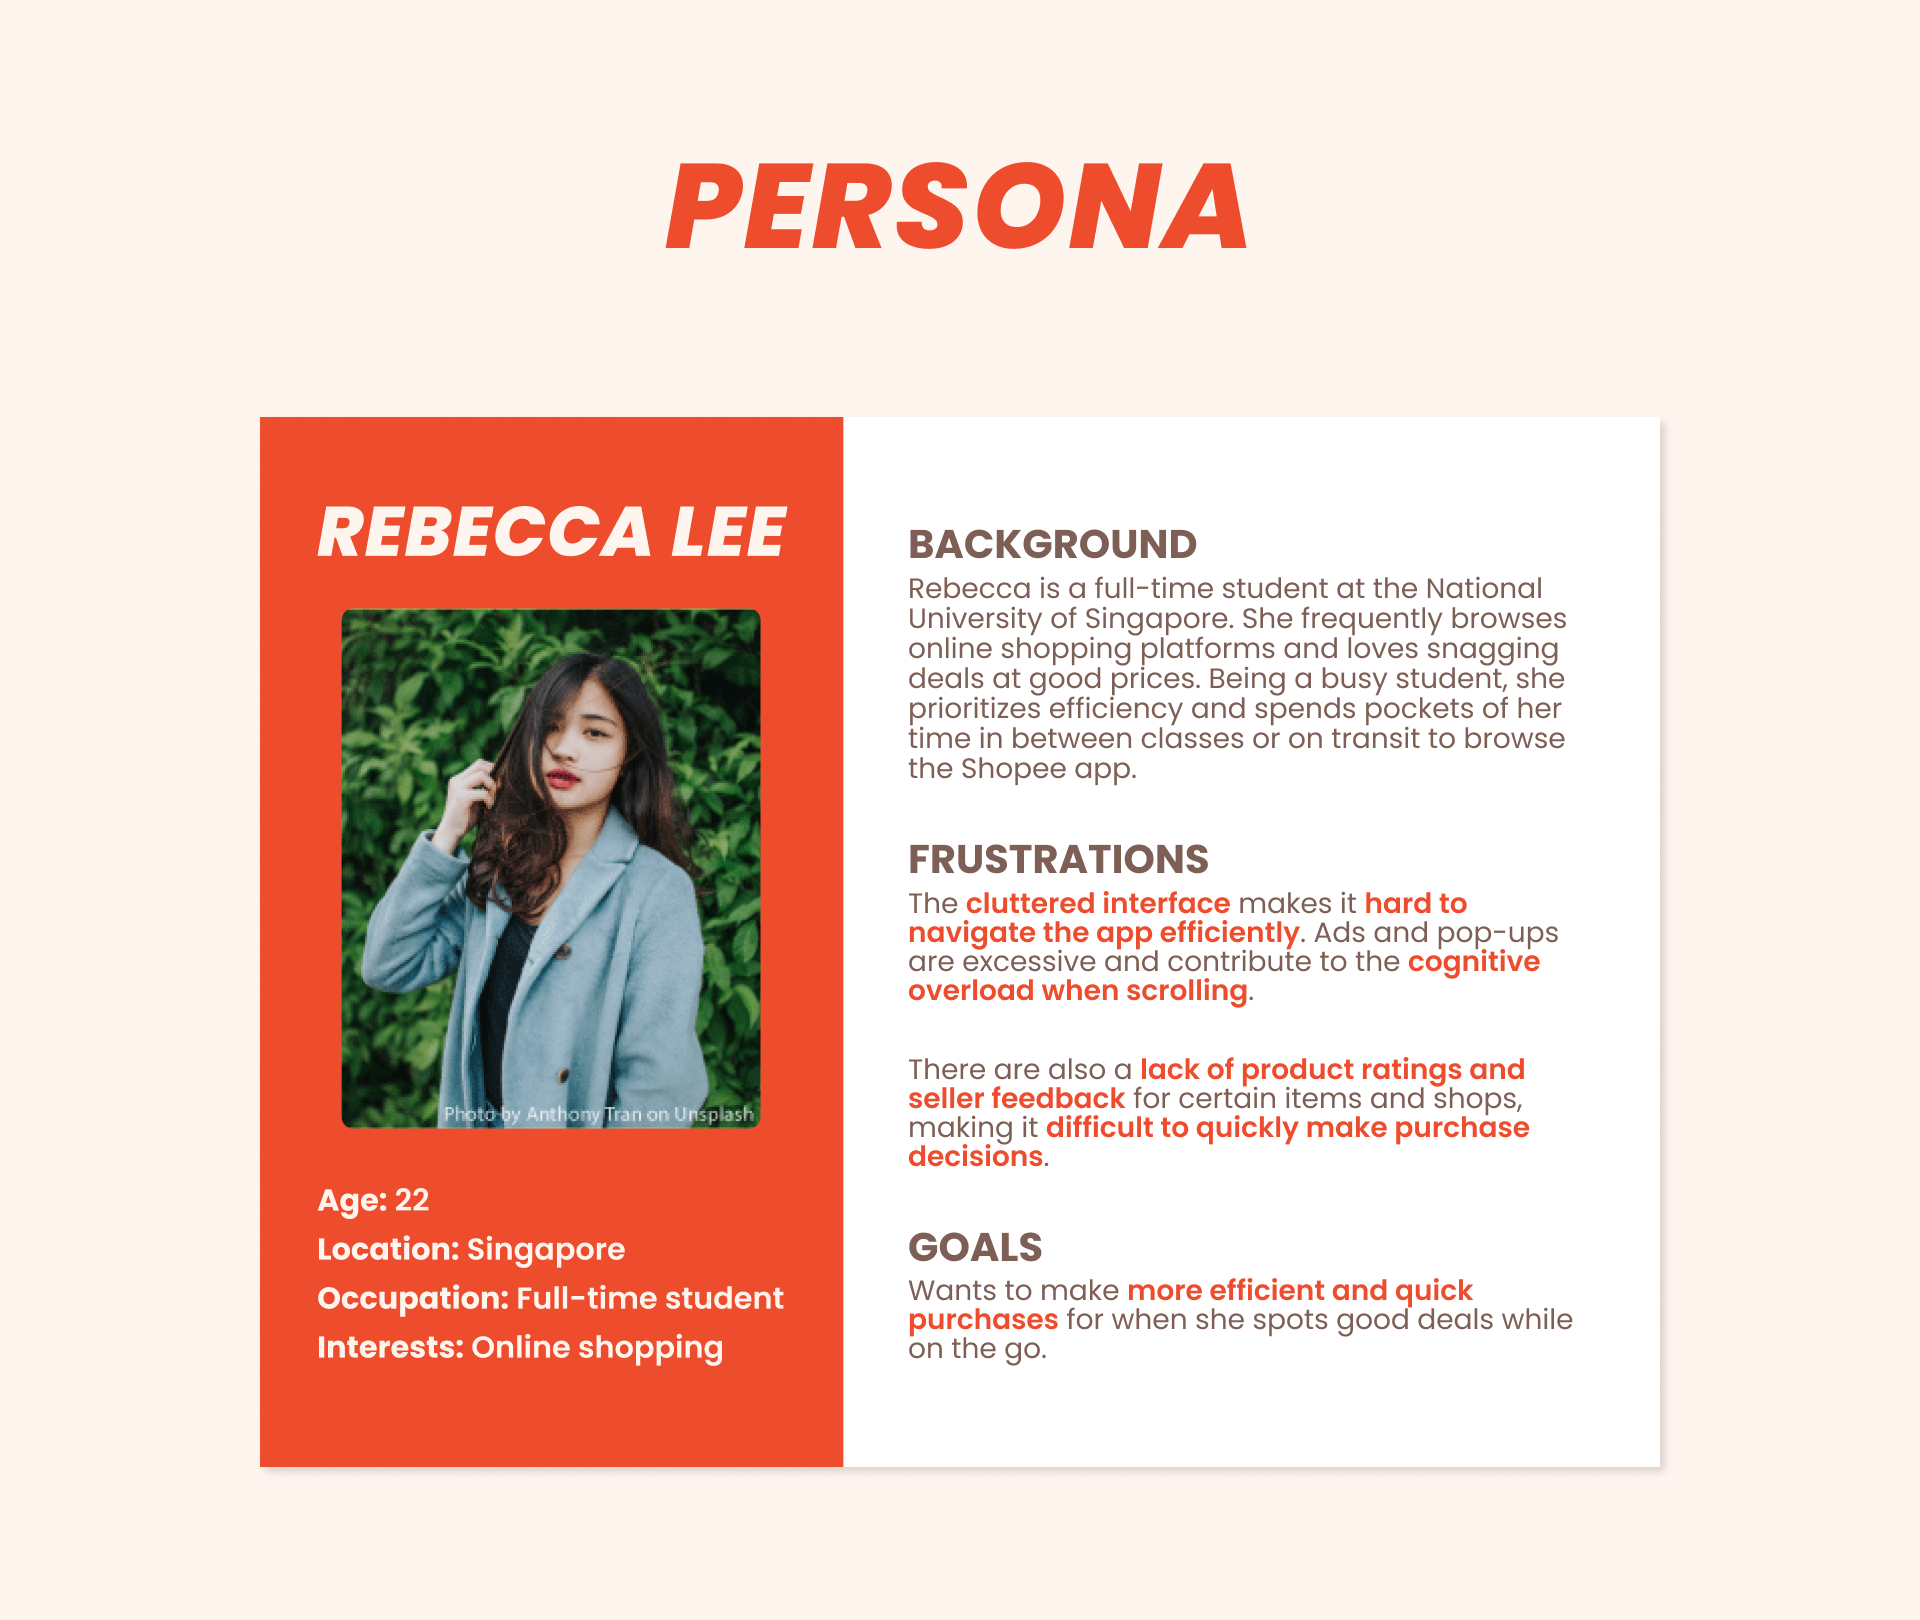 PERSONA
REBECCA LEE
Photo by Anthony Tran on Unsplash
Age: 22
Location: Singapore
Occupation: Full-time student
Interests: Online shopping
BACKGROUND
Rebecca is a full-time student at the National
University of Singapore. She frequently browses
online shopping platforms and loves snagging
deals at good prices. Being a busy student, she
prioritizes efficiency and spends pockets of her
time in between classes or on transit to browse
the Shopee app.
FRUSTRATIONS
The cluttered interface makes it hard to
navigate the app efficiently. Ads and pop-ups
are excessive and contribute to the cognitive
overload when scrolling.
There are also a lack of product ratings and
seller feedback for certain items and shops,
making it difficult to quickly make purchase
decisions.
GOALS
Wants to make more efficient and quick
purchases for when she spots good deals while
on the go.